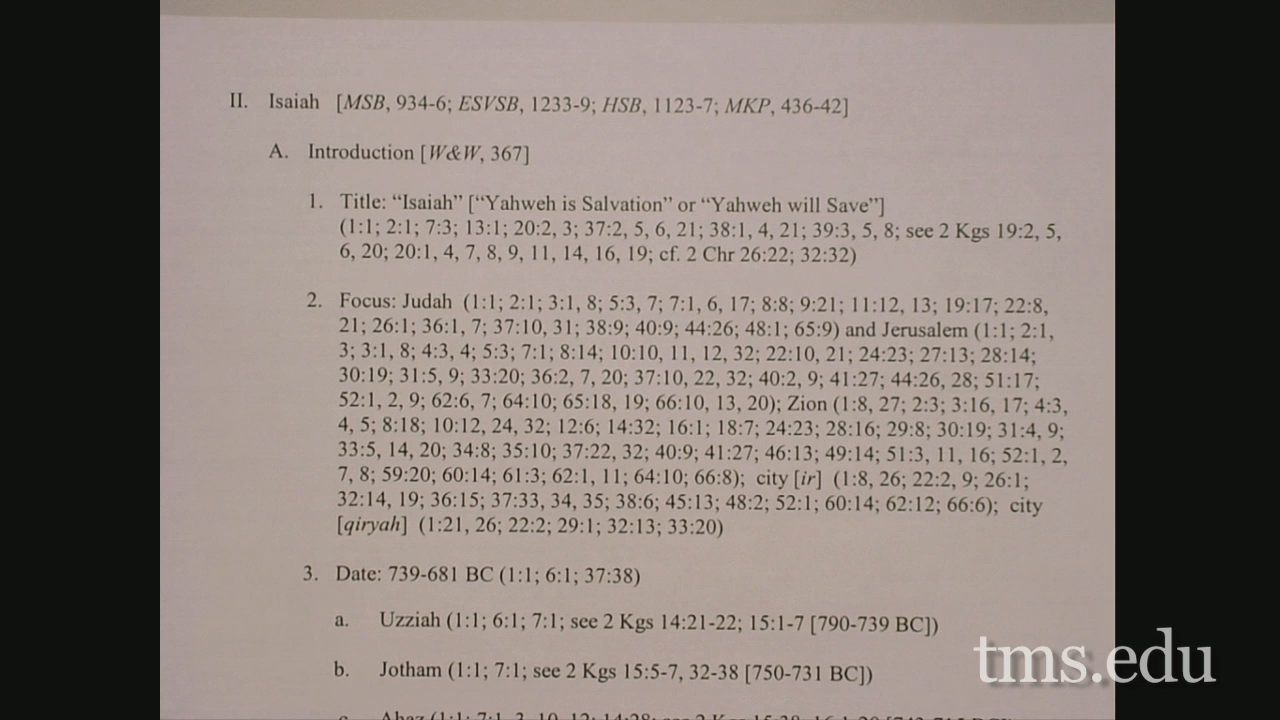 II. Isaiah [MSB, 934-6; ESVSB, 1233-9; HSB, 1123-7; MKP, 436-42]
A. Introduction [W&W, 367]
1. Title: “Isaiah” [“Yahweh is Salvation” or “Yahweh will Save”]
(1:1; 2:1; 7:3; 13:1; 20:2, 3; 37:2, 5, 6, 21; 38:1, 4, 21; 39:3, 5, 8; see 2 Kgs 19:2, 5,
6, 20; 20:1, 4, 7, 8, 9, 11, 14, 16, 19; cf. 2 Chr 26:22; 32:32)
2. Focus: Judah (1:1; 2:1; 3:1, 8; 5:3, 7; 7:1, 6, 17; 8:8; 9:21; 11:12, 13; 19:17; 22:8,
21; 26:1; 36:1, 7; 37:10, 31; 38:9; 40:9; 44:26; 48:1; 65:9) and Jerusalem (1:1; 2:1,
3; 3:1, 8; 4:3, 4; 5:3; 7:1; 8:14; 10:10, 11, 12, 32; 22:10, 21; 24:23; 27:13; 28:14;
30:19; 31:5, 9; 33:20; 36:2, 7, 20; 37:10, 22, 32; 40:2, 9; 41:27; 44:26, 28; 51:17;
52:1, 2, 9; 62:6, 7; 64:10; 65:18, 19; 66:10, 13, 20); Zion (1:8, 27; 2:3; 3:16, 17; 4:3,
4, 5; 8:18; 10:12, 24, 32; 12:6; 14:32; 16:1; 18:7; 24:23; 28:16; 29:8; 30:19; 31:4, 9;
33:5, 14, 20; 34:8; 35:10; 37:22, 32; 40:9; 41:27; 46:13; 49:14; 51:3, 11, 16; 52:1, 2,
7, 8; 59:20; 60:14; 61:3; 62:1, 11; 64:10; 66:8); city [ir] (1:8, 26; 22:2, 9; 26:1;
32:14, 19; 36:15; 37:33, 34, 35; 38:6; 45:13; 48:2; 52:1; 60:14; 62:12; 66:6); city
[qiryah] (1:21, 26; 22:2; 29:1; 32:13; 33:20)
3. Date: 739-681 BC (1:1; 6:1; 37:38)
a. Uzziah (1:1; 6:1; 7:1; see 2 Kgs 14:21-22; 15:1-7 [790-739 BC])
b. Jotham (1:1; 7:1; see 2 Kgs 15:5-7, 32-38 [750-731 BC])
tms.edu